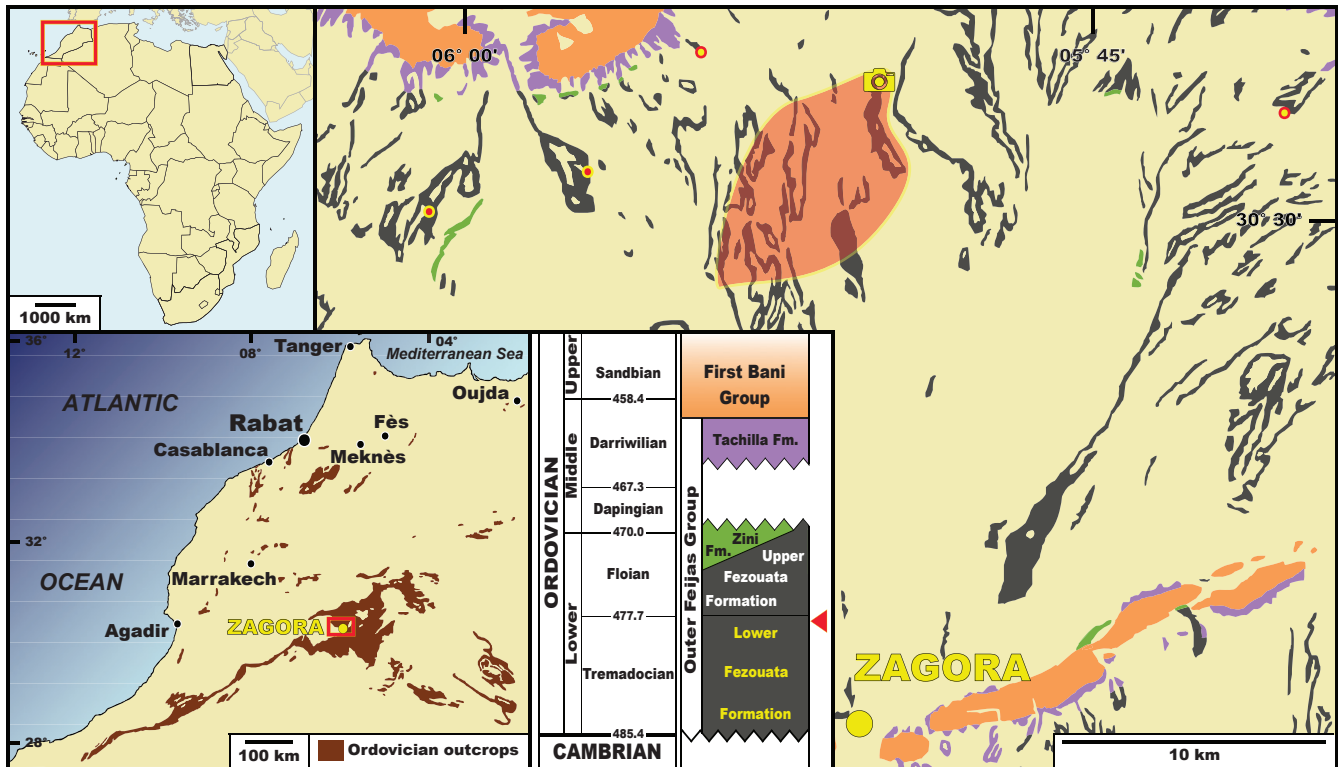 1000 km
06° 00'
05° 45'
30° 30'
ZAGORA
10 km
36°
12°
08°
04°
Tanger
Mediterranean Sea
Oujda
ATLANTIC
Rabat
Fès
Casablanca
Meknès
32°
OCEAN
Marrakech
Agadir
ZAGORA
28°
100 km
Ordovician outcrops
ORDOVICIAN
Upper
Middle
Lower
Sandbian
458.4
Darriwilian
467.3
Dapingian
470.0
Floian
477.7
Tremadocian
485.4
CAMBRIAN
Outer Feijas Group
First Bani
Group
Tachilla Fm.
Zini
Fm.
Upper
Fezouata
Formation
Lower
Fezouata
Formation